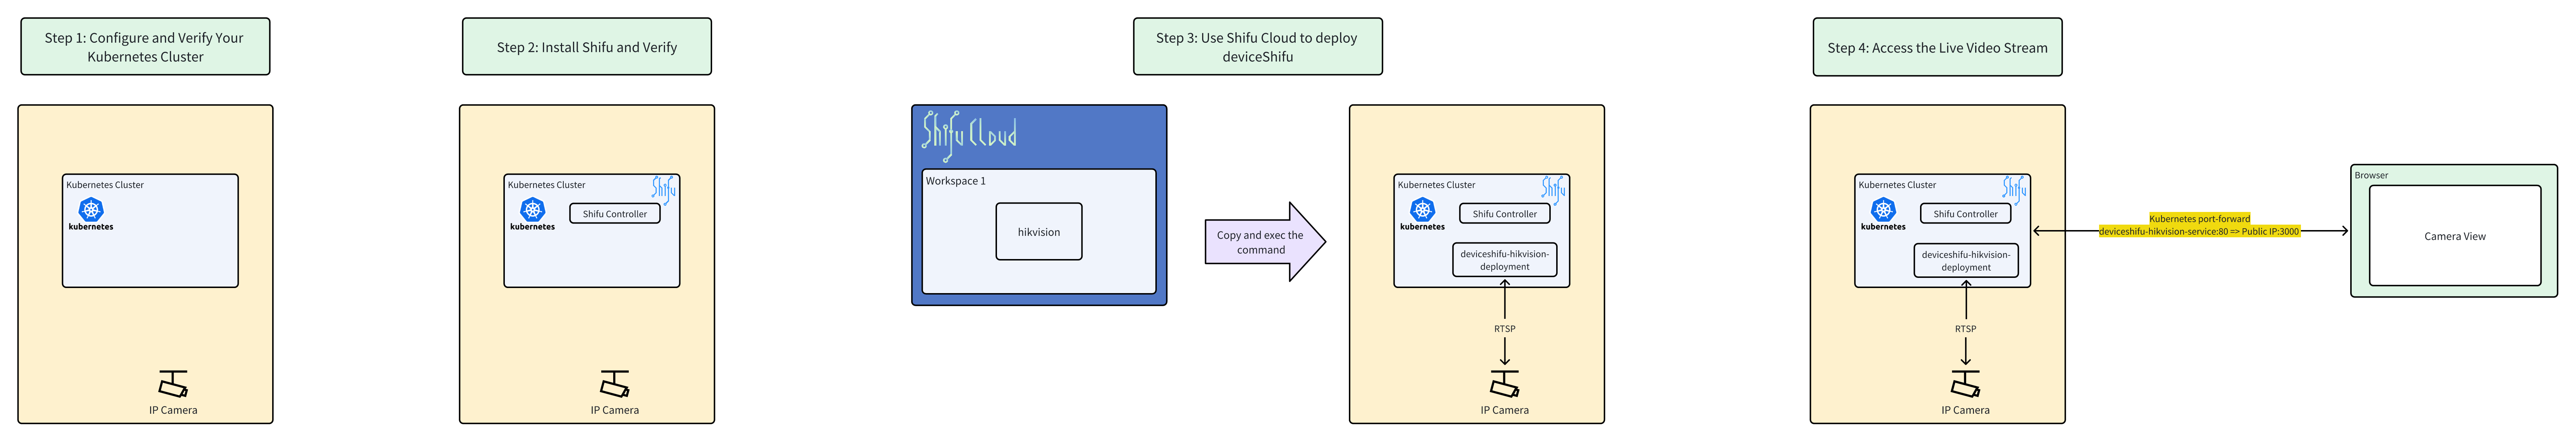 Step 1: Configure and Verify Your
Kubernetes Cluster
Kubernetes Cluster
kubernetes
IP Camera
Step 2: Install Shifu and Verify
Kubernetes Cluster
Shifu
Shifu Controller
kubernetes
IP Camera
Step 3: Use Shifu Cloud to deploy
deviceShifu
Shifu Cloud
Workspace 1
hikvision
Copy and exec the
command
Kubernetes Cluster
Shifu
Shifu Controller
kubernetes
deviceshifu-hikvision-
deployment
RTSP
IP Camera
Step 4: Access the Live Video Stream
Kubernetes Cluster
Shifu
Shifu Controller
kubernetes
deviceshifu-hikvision-
deployment
RTSP
IP Camera
Kubernetes port-forward
deviceshifu-hikvision-service:80 => Public IP:3000
Browser
Camera View